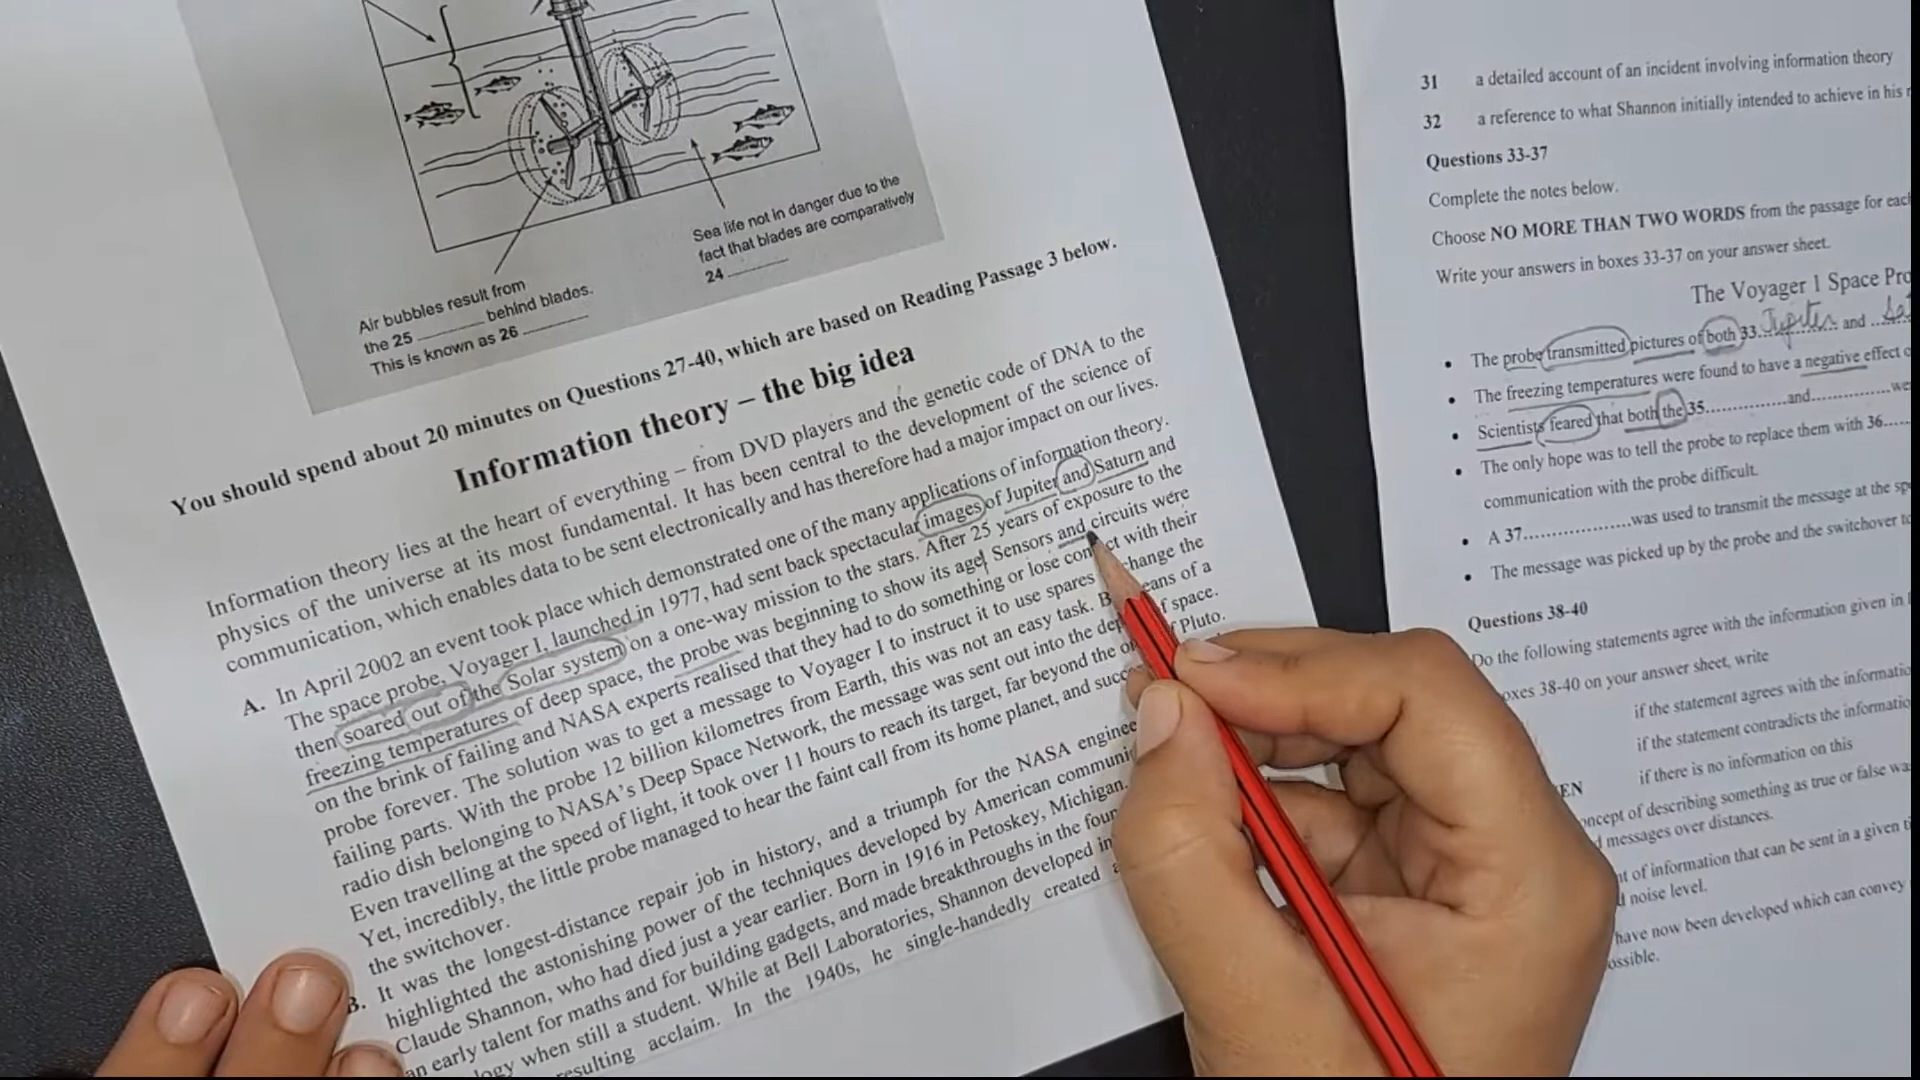 Sea life not in danger due to the
fact that blades are comparatively
24
Air bubbles result from
the 25 behind blades.
This is known as 26
You should spend about 20 minutes on Questions 27-40, which are based on Reading Passage 3 below.
Information theory – the big idea
Information theory lies at the heart of everything – from DVD players and the genetic code of DNA to the
physics of the universe at its most fundamental. It has been central to the development of the science of
communication, which enables data to be sent electronically and has therefore had a major impact on our lives.
A. In April 2002 an event took place which demonstrated one of the many applications of information theory.
The space probe, Voyager I, launched in 1977, had sent back spectacular images of Jupiter and Saturn and
then soared out of the Solar system on a one-way mission to the stars. After 25 years of exposure to the
freezing temperatures of deep space, the probe was beginning to show its age. Sensors and circuits were
on the brink of failing and NASA experts realised that they had to do something or lose contact with their
probe forever. The solution was to get a message to Voyager I to instruct it to use spares change the
failing parts. With the probe 12 billion kilometres from Earth, this was not an easy task. of a
radio dish belonging to NASA's Deep Space Network, the message was sent out into the of space.
Even travelling at the speed of light, it took over 11 hours to reach its target, far beyond the Pluto.
Yet, incredibly, the little probe managed to hear the faint call from its home planet, and
the switchover.
B. It was the longest-distance repair job in history, and a triumph for the NASA
highlighted the astonishing power of the techniques developed by American
Claude Shannon, who had died just a year earlier. Born in 1916 in Petoskey, Michigan.
an early talent for maths and for building gadgets, and made breakthroughs in the
when still a student. While at Bell Laboratories, Shannon developed
resulting acclaim. In the 1940s, he single-handedly created
31 a detailed account of an incident involving information theory
32 a reference to what Shannon initially intended to achieve in his
Questions 33-37
Complete the notes below.
Choose NO MORE THAN TWO WORDS from the passage for each
Write your answers in boxes 33-37 on your answer sheet.
The Voyager 1 Space
• The probe transmitted pictures of both 33. Jupiter and
• The freezing temperatures were found to have a negative effect
• Scientists feared that both the 35...............and..............
• The only hope was to tell the probe to replace them with 36.....
communication with the probe difficult.
• A 37....................was used to transmit the message at the
• The message was picked up by the probe and the switchover
Questions 38-40
Do the following statements agree with the information given in
boxes 38-40 on your answer sheet, write
if the statement agrees with the
if the statement contradicts the
if there is no information on this
of describing something as true or false
messages over distances.
of information that can be sent in a given
noise level.
have now been developed which can convey